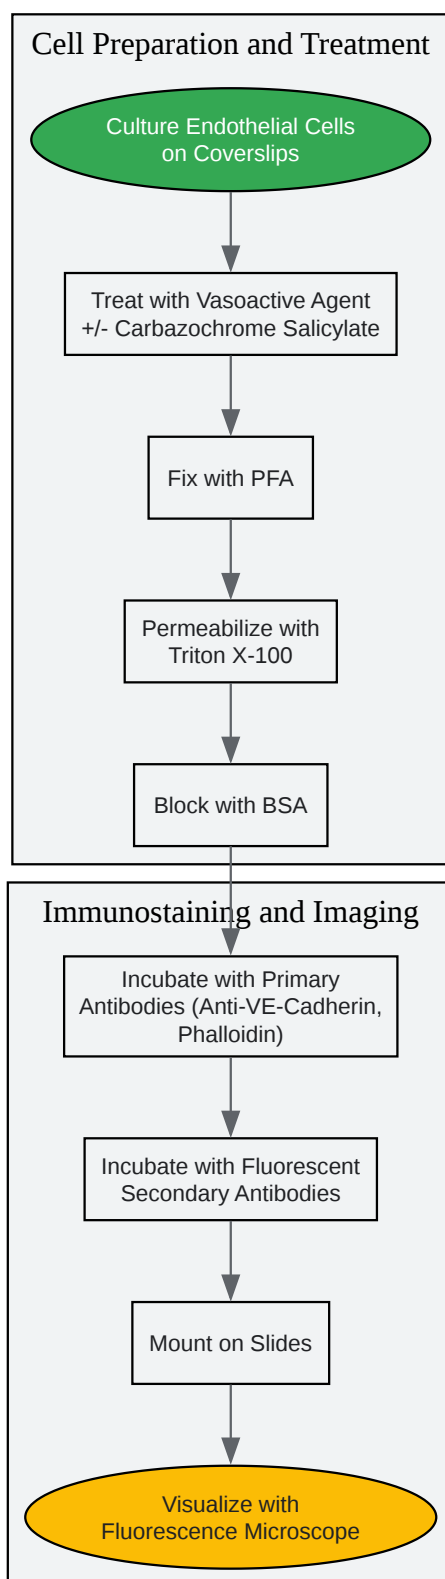 Cell Preparation and Treatment
Culture Endothelial Cells
on Coverslips
Treat with Vasoactive Agent
+/- Carbazochrome Salicylate
Fix with PFA
Permeabilize with
Triton X-100
Block with BSA
Immunostaining and Imaging
Incubate with Primary
Antibodies (Anti-VE-Cadherin,
Phalloidin)
Incubate with Fluorescent
Secondary Antibodies
Mount on Slides
Visualize with
Fluorescence Microscope